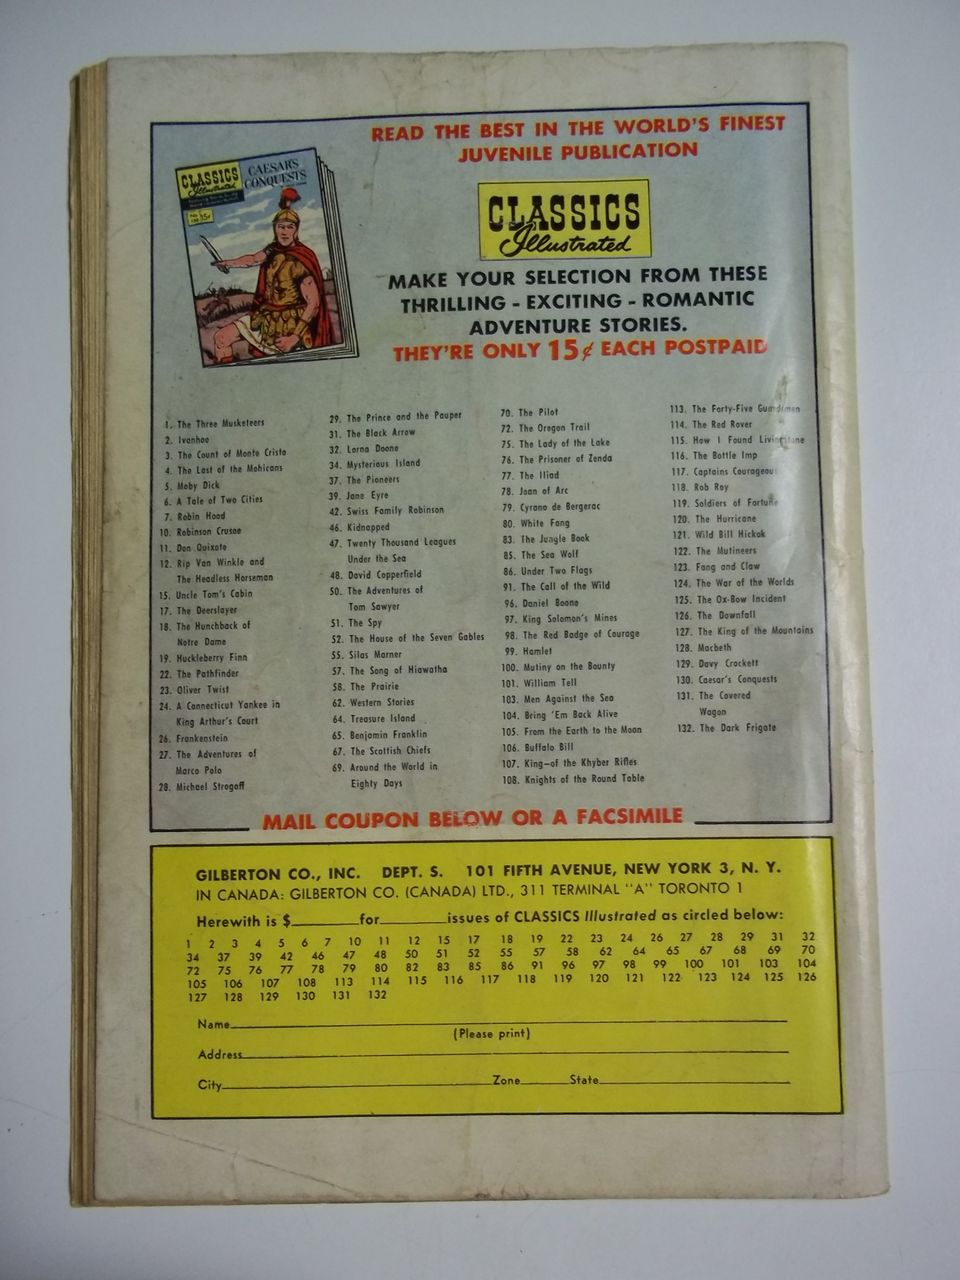 READ THE BEST IN THE WORLD'S FINEST
JUVENILE PUBLICATION
CLASSICS
Illustrated
CAESAR'S
CONQUESTS
CLASSICS
Illustrated
15¢
MAKE YOUR SELECTION FROM THESE
THRILLING - EXCITING - ROMANTIC
ADVENTURE STORIES.
THEY'RE ONLY 15¢ EACH POSTPAID
1. The Three Musketeers
2. Ivanhoe
3. The Count of Monte Cristo
4. The Last of the Mohicans
5. Moby Dick
6. A Tale of Two Cities
7. Robin Hood
10. Robinson Crusoe
11. Don Quixote
12. Rip Van Winkle and
The Headless Horseman
15. Uncle Tom's Cabin
17. The Deerslayer
18. The Hunchback of
Notre Dame
19. Huckleberry Finn
22. The Pathfinder
23. Oliver Twist
24. A Connecticut Yankee in
King Arthur's Court
26. Frankenstein
27. The Adventures of
Marco Polo
28. Michael Strogoff
29. The Prince and the Pauper
31. The Black Arrow
32. Lorna Doone
34. Mysterious Island
37. The Pioneers
39. Jane Eyre
42. Swiss Family Robinson
46. Kidnapped
47. Twenty Thousand Leagues
Under the Sea
48. David Copperfield
50. The Adventures of
Tom Sawyer
51. The Spy
52. The House of the Seven Gables
55. Silas Marner
57. The Song of Hiawatha
58. The Prairie
62. Western Stories
64. Treasure Island
65. Benjamin Franklin
67. The Scottish Chiefs
69. Around the World in
Eighty Days
70. The Pilot
72. The Oregon Trail
75. The Lady of the Lake
76. The Prisoner of Zenda
77. The Iliad
78. Joan of Arc
79. Cyrano de Bergerac
80. White Fang
83. The Jungle Book
85. The Sea Wolf
86. Under Two Flags
91. The Call of the Wild
96. Daniel Boone
97. King Solomon's Mines
98. The Red Badge of Courage
99. Hamlet
100. Mutiny on the Bounty
101. William Tell
103. Men Against the Sea
104. Bring 'Em Back Alive
105. From the Earth to the Moon
106. Buffalo Bill
107. King—of the Khyber Rifles
108. Knights of the Round Table
113. The Forty-Five Guardsmen
114. The Red Rover
115. How I Found Livingstone
116. The Bottle Imp
117. Captains Courageous
118. Rob Roy
119. Soldiers of Fortune
120. The Hurricane
121. Wild Bill Hickok
122. The Mutineers
123. Fang and Claw
124. The War of the Worlds
125. The Ox-Bow Incident
126. The Downfall
127. The King of the Mountains
128. Macbeth
129. Davy Crockett
130. Caesar's Conquests
131. The Covered
Wagon
132. The Dark Frigate
MAIL COUPON BELOW OR A FACSIMILE
GILBERTON CO., INC. DEPT. S. 101 FIFTH AVENUE, NEW YORK 3, N. Y.
IN CANADA: GILBERTON CO. (CANADA) LTD., 311 TERMINAL "A" TORONTO 1
Herewith is $ for issues of CLASSICS Illustrated as circled below:
1 2 3 4 5 6 7 10 11 12 15 17 18 19 22 23 24 26 27 28 29 31 32
34 37 39 42 46 47 48 50 51 52 55 57 58 62 64 65 67 68 69 70
72 75 76 77 78 79 80 82 83 85 86 91 96 97 98 99 100 101 103 104
105 106 107 108 113 114 115 116 117 118 119 120 121 122 123 124 125 126
127 128 129 130 131 132
Name
(Please print)
Address
City Zone State